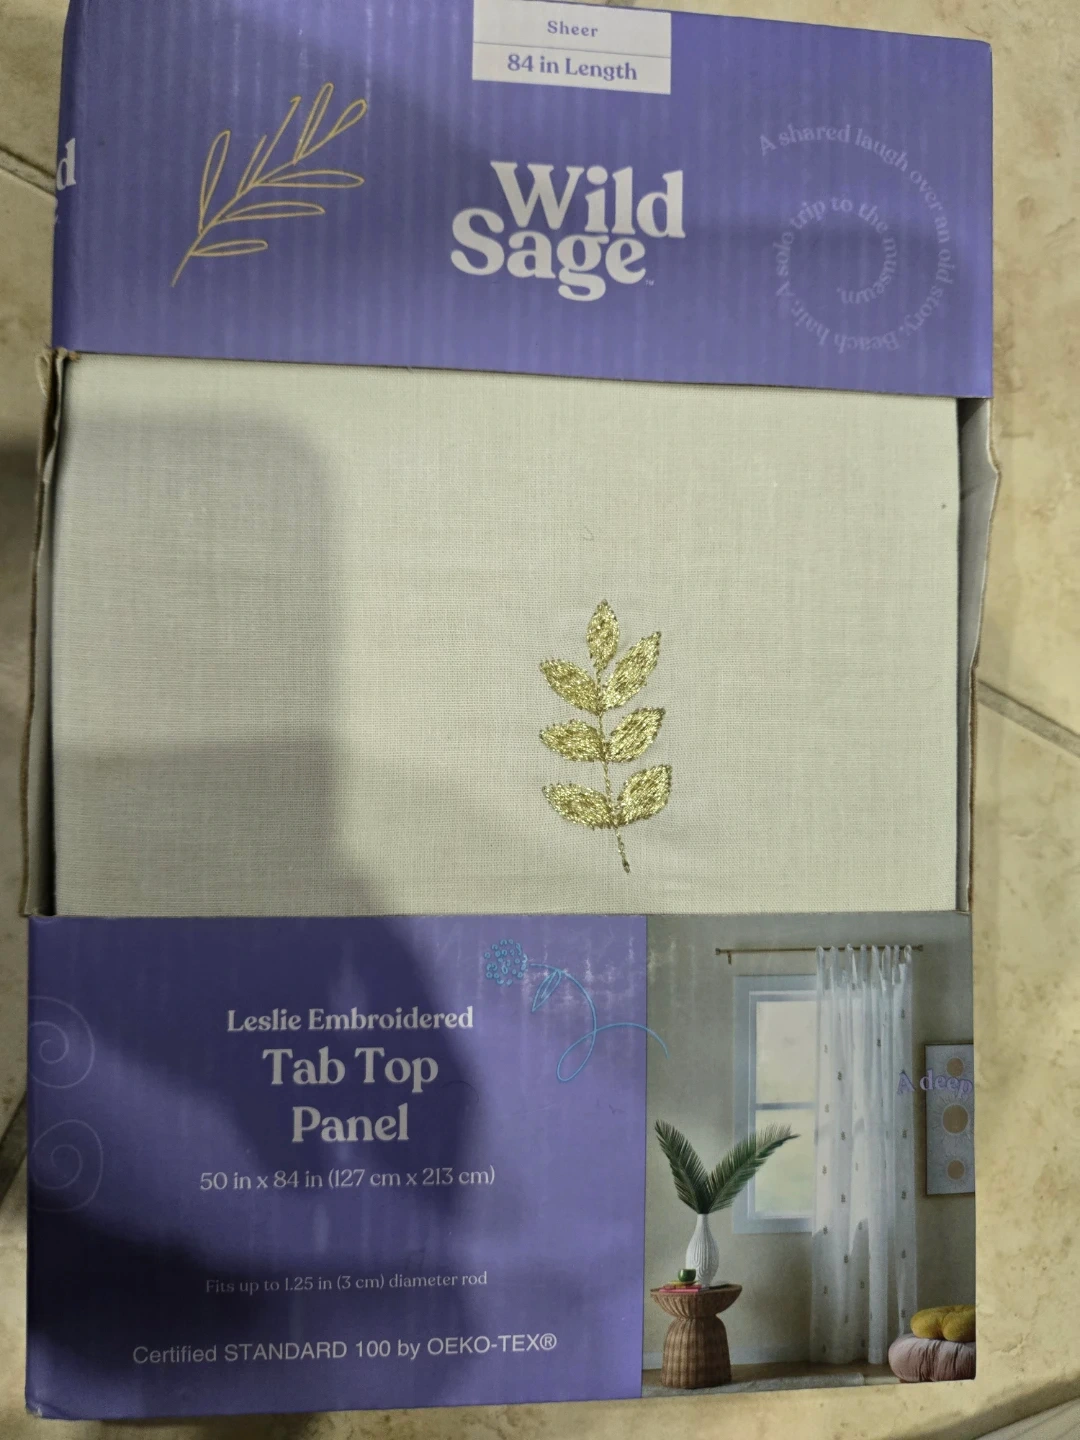 Sheer
84 in Length
d
Wild
Sage™
A shared laugh over an old story. Beach hair. A solo trip to the museum.
Leslie Embroidered
Tab Top
Panel
50 in x 84 in (127 cm x 213 cm)
Fits up to 1.25 in (3 cm) diameter rod
Certified STANDARD 100 by OEKO-TEX®
A deep